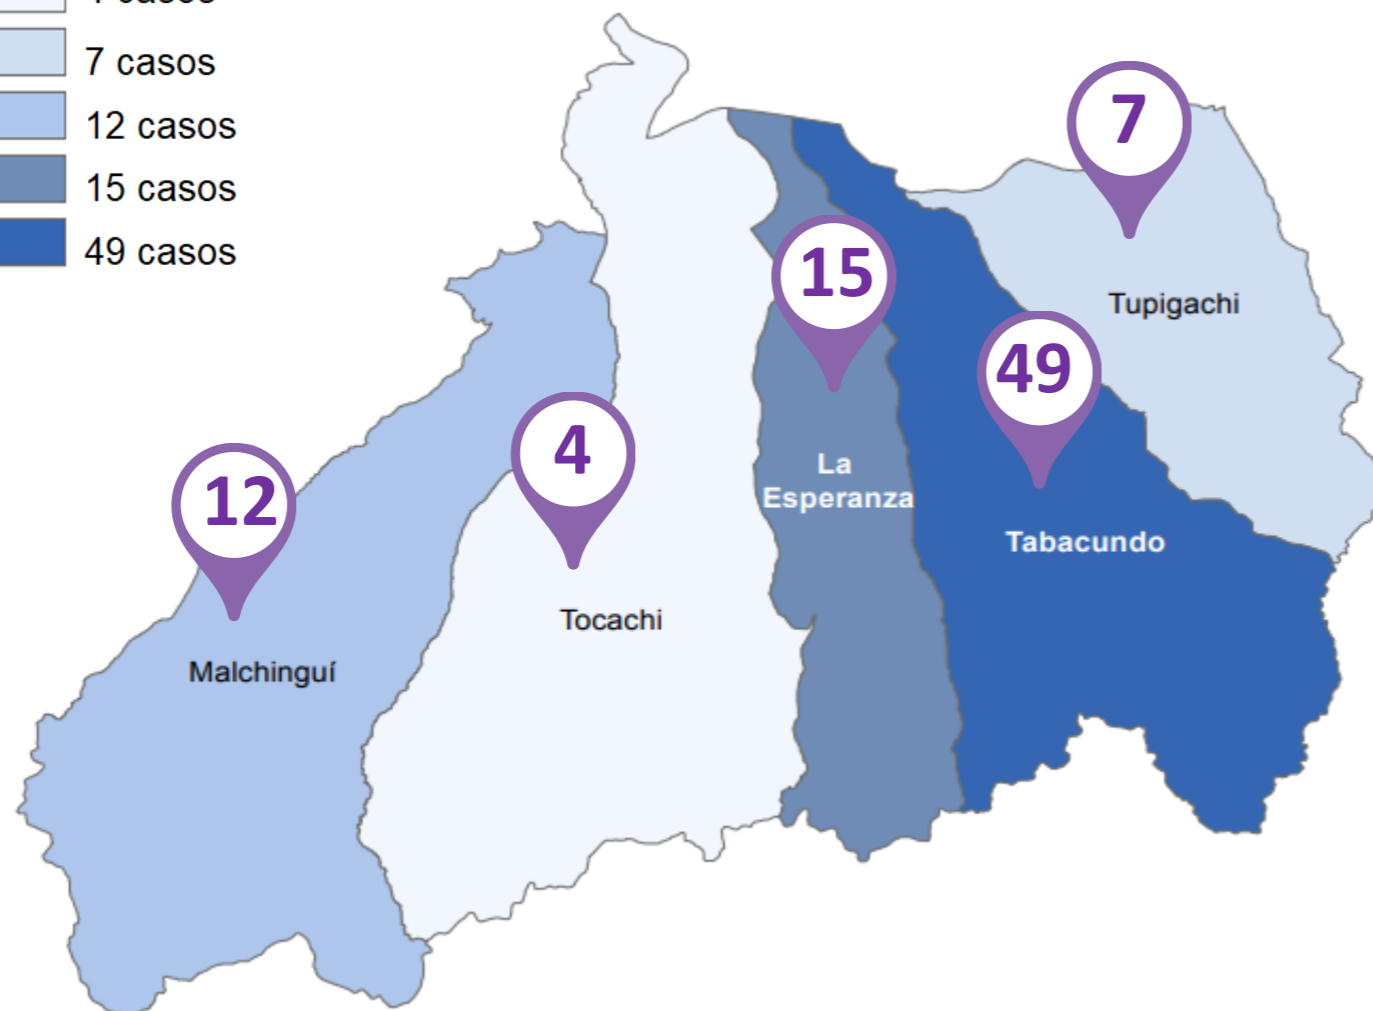 7 casos
12 casos
15 casos
49 casos
7
Tupigachi
15
49
La
Esperanza
Tabacundo
4
12
Tocachi
Malchinguí